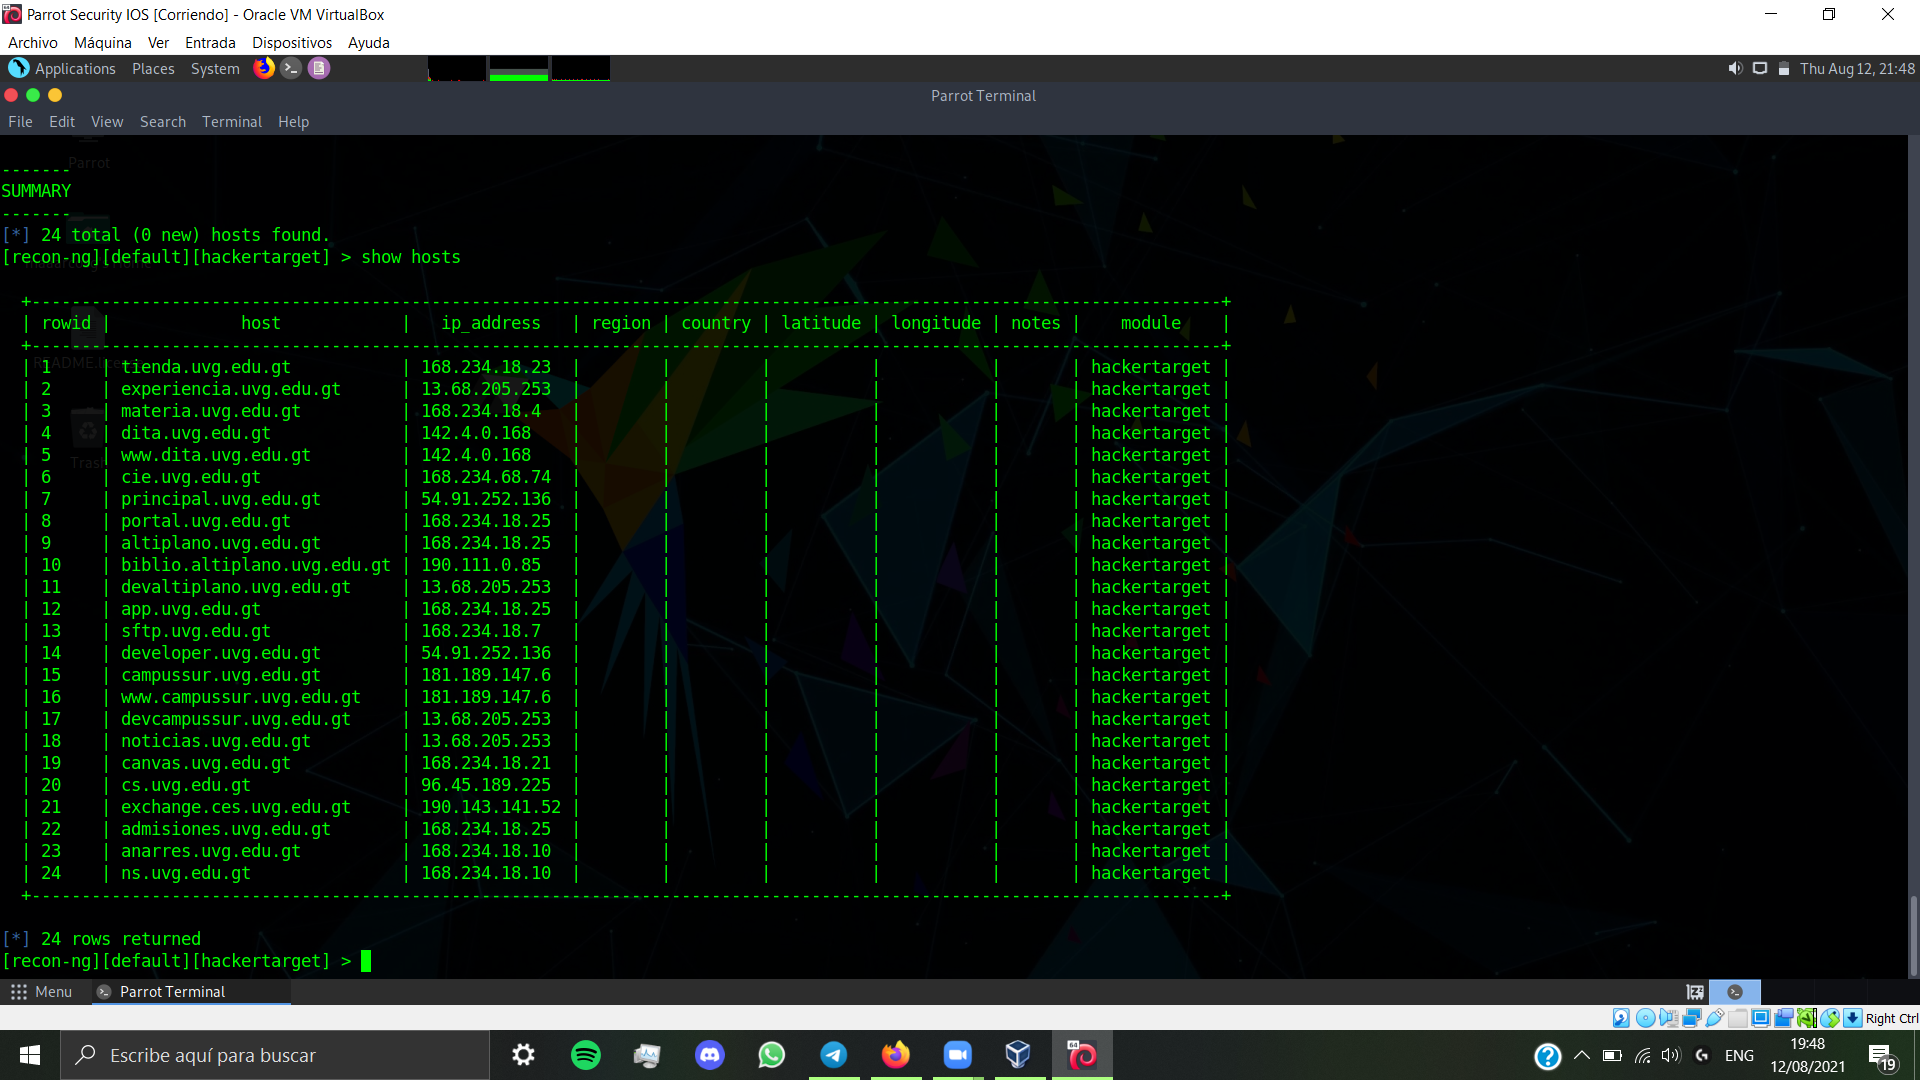 Parrot Security IOS [Corriendo] - Oracle VM VirtualBox
Archivo Máquina Ver Entrada Dispositivos Ayuda
Applications Places System Thu Aug 12, 21:48
Parrot Terminal
File Edit View Search Terminal Help
Parrot
-------
SUMMARY
-------
[*] 24 total (0 new) hosts found.
[recon-ng][default][hackertarget] > show hosts
+-----------------------------------------------------------------------------------------------------------------------+
| rowid | host | ip_address | region | country | latitude | longitude | notes | module |
+-----------------------------------------------------------------------------------------------------------------------+
| 1 | tienda.uvg.edu.gt | 168.234.18.23 | | | | | | hackertarget |
| 2 | experiencia.uvg.edu.gt | 13.68.205.253 | | | | | | hackertarget |
| 3 | materia.uvg.edu.gt | 168.234.18.4 | | | | | | hackertarget |
| 4 | dita.uvg.edu.gt | 142.4.0.168 | | | | | | hackertarget |
| 5 | www.dita.uvg.edu.gt | 142.4.0.168 | | | | | | hackertarget |
| 6 | cie.uvg.edu.gt | 168.234.68.74 | | | | | | hackertarget |
| 7 | principal.uvg.edu.gt | 54.91.252.136 | | | | | | hackertarget |
| 8 | portal.uvg.edu.gt | 168.234.18.25 | | | | | | hackertarget |
| 9 | altiplano.uvg.edu.gt | 168.234.18.25 | | | | | | hackertarget |
| 10 | biblio.altiplano.uvg.edu.gt | 190.111.0.85 | | | | | | hackertarget |
| 11 | devaltiplano.uvg.edu.gt | 13.68.205.253 | | | | | | hackertarget |
| 12 | app.uvg.edu.gt | 168.234.18.25 | | | | | | hackertarget |
| 13 | sftp.uvg.edu.gt | 168.234.18.7 | | | | | | hackertarget |
| 14 | developer.uvg.edu.gt | 54.91.252.136 | | | | | | hackertarget |
| 15 | campussur.uvg.edu.gt | 181.189.147.6 | | | | | | hackertarget |
| 16 | www.campussur.uvg.edu.gt | 181.189.147.6 | | | | | | hackertarget |
| 17 | devcampussur.uvg.edu.gt | 13.68.205.253 | | | | | | hackertarget |
| 18 | noticias.uvg.edu.gt | 13.68.205.253 | | | | | | hackertarget |
| 19 | canvas.uvg.edu.gt | 168.234.18.21 | | | | | | hackertarget |
| 20 | cs.uvg.edu.gt | 96.45.189.225 | | | | | | hackertarget |
| 21 | exchange.ces.uvg.edu.gt | 190.143.141.52 | | | | | | hackertarget |
| 22 | admisiones.uvg.edu.gt | 168.234.18.25 | | | | | | hackertarget |
| 23 | anarres.uvg.edu.gt | 168.234.18.10 | | | | | | hackertarget |
| 24 | ns.uvg.edu.gt | 168.234.18.10 | | | | | | hackertarget |
+-----------------------------------------------------------------------------------------------------------------------+
Trash
[*] 24 rows returned
[recon-ng][default][hackertarget] >
Menu Parrot Terminal
Right Ctrl
Escribe aquí para buscar
ENG
19:48
12/08/2021
19